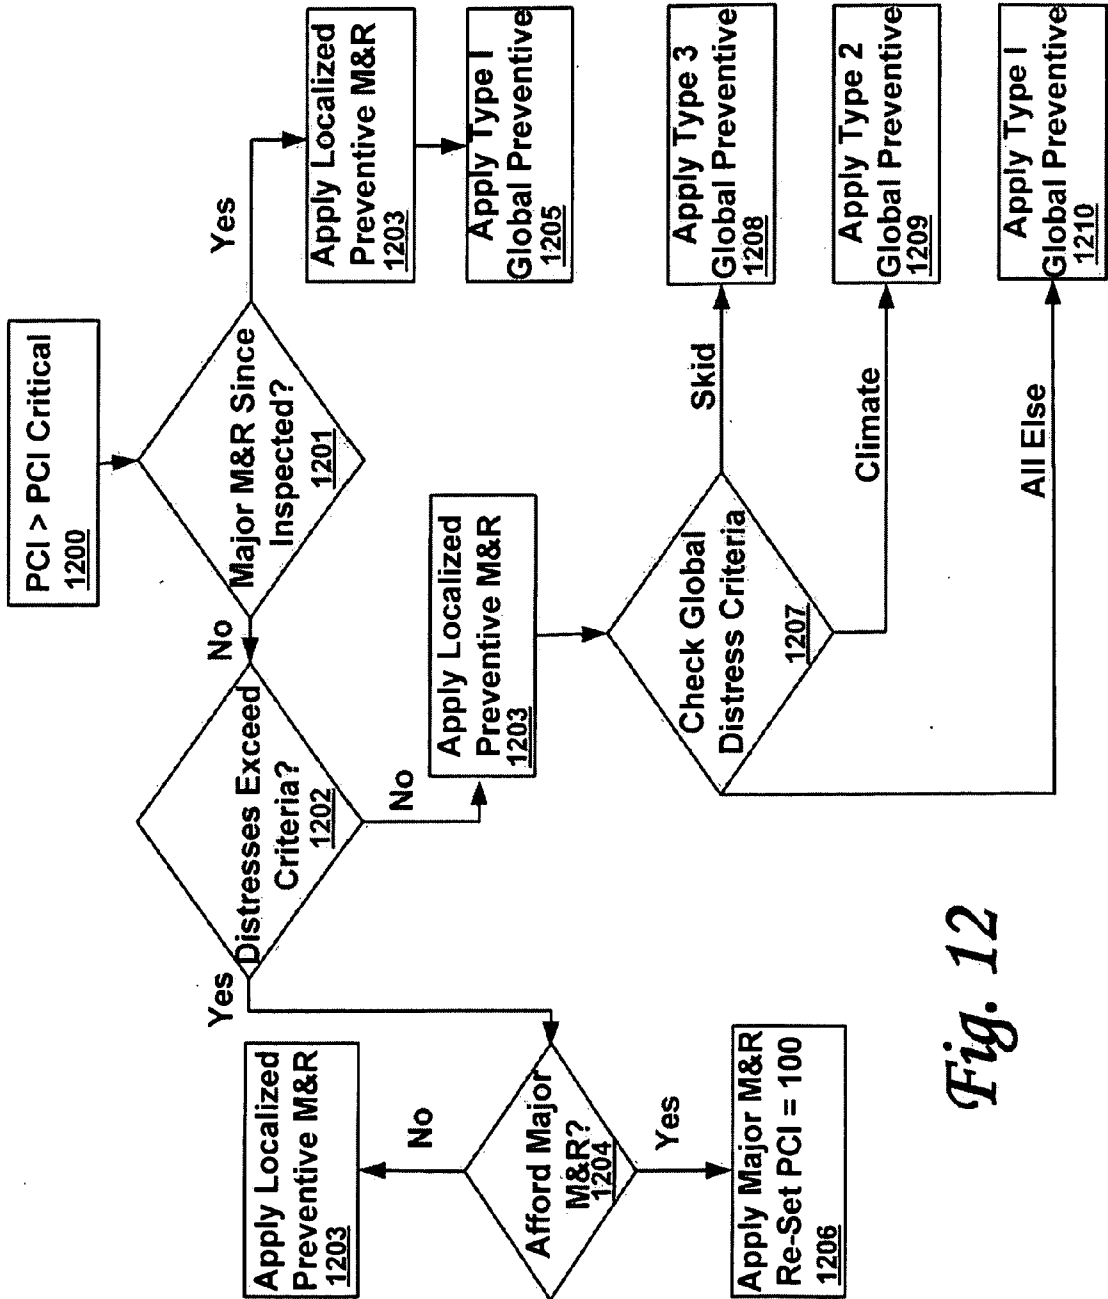 PCI > PCI Critical
1200
Major M&R Since
Inspected?
1201
Yes
No
Apply Localized
Preventive M&R
1203
Apply Type I
Global Preventive
1205
Distresses Exceed
Criteria?
1202
Yes
No
Apply Localized
Preventive M&R
1203
Check Global
Distress Criteria
1207
Skid
Climate
All Else
Apply Type 3
Global Preventive
1208
Apply Type 2
Global Preventive
1209
Apply Type I
Global Preventive
1210
Afford Major
M&R?
1204
No
Yes
Apply Localized
Preventive M&R
1203
Apply Major M&R
Re-Set PCI = 100
1206
Fig. 12